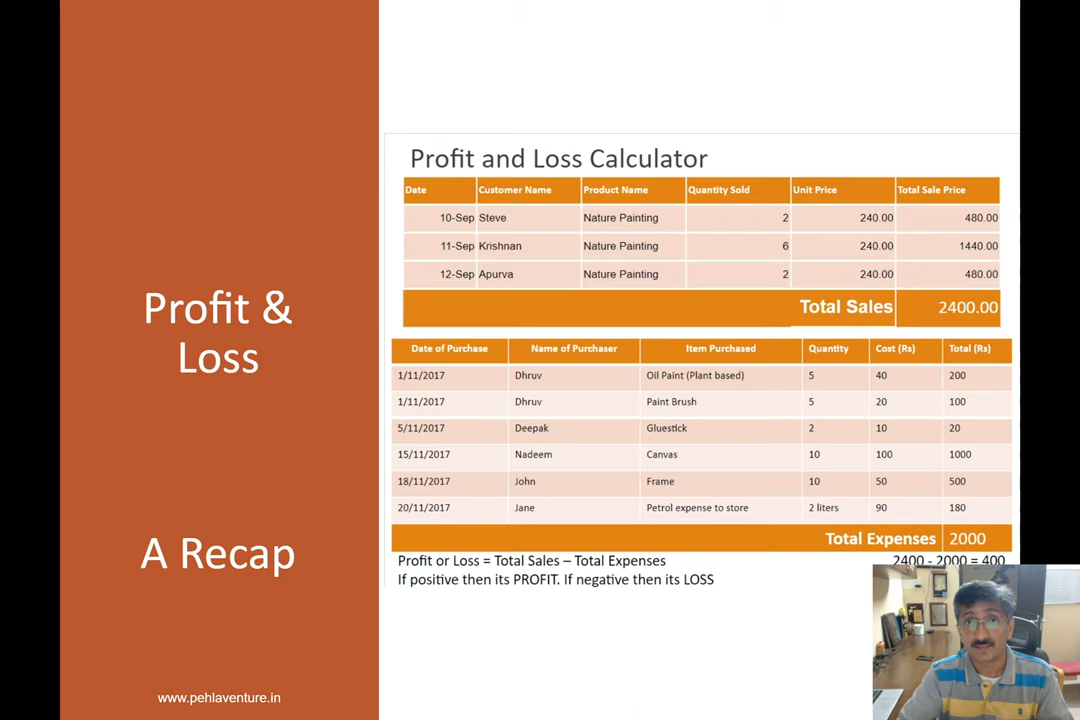 Profit &
Loss
A Recap
www.pehlaventure.in
Profit and Loss Calculator
Date Customer Name Product Name Quantity Sold Unit Price Total Sale Price
10-Sep Steve Nature Painting 2 240.00 480.00
11-Sep Krishnan Nature Painting 6 240.00 1440.00
12-Sep Apurva Nature Painting 2 240.00 480.00
Total Sales 2400.00
Date of Purchase Name of Purchaser Item Purchased Quantity Cost (Rs) Total (Rs)
1/11/2017 Dhruv Oil Paint (Plant based) 5 40 200
1/11/2017 Dhruv Paint Brush 5 20 100
5/11/2017 Deepak Gluestick 2 10 20
15/11/2017 Nadeem Canvas 10 100 1000
18/11/2017 John Frame 10 50 500
20/11/2017 Jane Petrol expense to store 2 liters 90 180
Total Expenses 2000
Profit or Loss = Total Sales – Total Expenses 2400 - 2000 = 400
If positive then its PROFIT. If negative then its LOSS